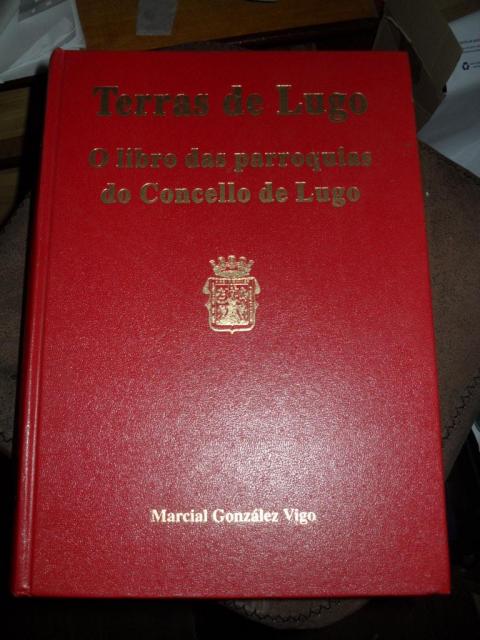 Terras de Lugo
O libro das parroquias
do Concello de Lugo
Marcial González Vigo